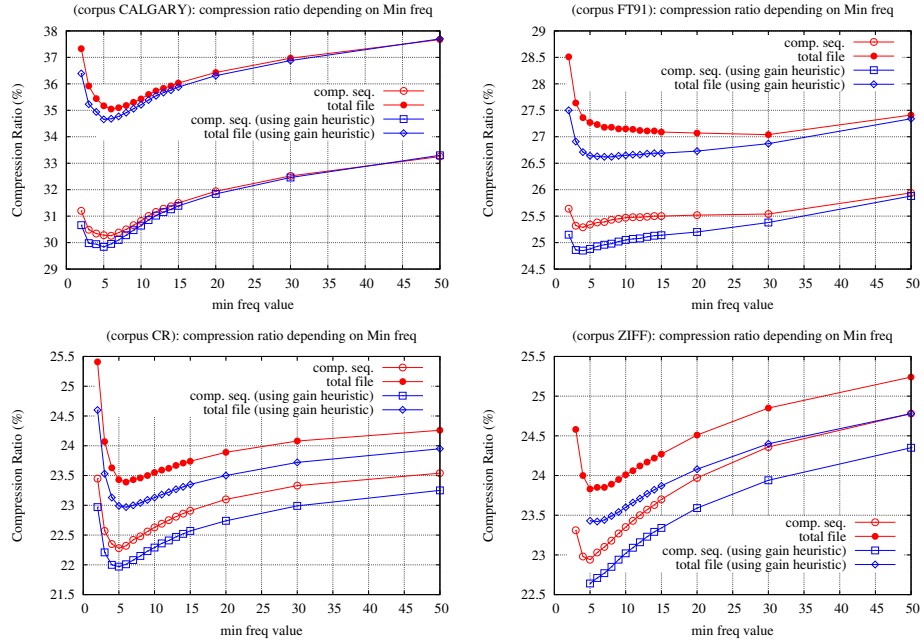 (corpus CALGARY): compression ratio depending on Min freq
38
37
36
35
34
33
32
31
30
29
0 5 10 15 20 25 30 35 40 45 50
Compression Ratio (%)
min freq value
comp. seq.
total file
comp. seq. (using gain heuristic)
total file (using gain heuristic)
(corpus FT91): compression ratio depending on Min freq
29
28.5
28
27.5
27
26.5
26
25.5
25
24.5
0 5 10 15 20 25 30 35 40 45 50
Compression Ratio (%)
min freq value
comp. seq.
total file
comp. seq. (using gain heuristic)
total file (using gain heuristic)
(corpus CR): compression ratio depending on Min freq
25.5
25
24.5
24
23.5
23
22.5
22
21.5
0 5 10 15 20 25 30 35 40 45 50
Compression Ratio (%)
min freq value
comp. seq.
total file
comp. seq. (using gain heuristic)
total file (using gain heuristic)
(corpus ZIFF): compression ratio depending on Min freq
25.5
25
24.5
24
23.5
23
22.5
0 5 10 15 20 25 30 35 40 45 50
Compression Ratio (%)
min freq value
comp. seq.
total file
comp. seq. (using gain heuristic)
total file (using gain heuristic)